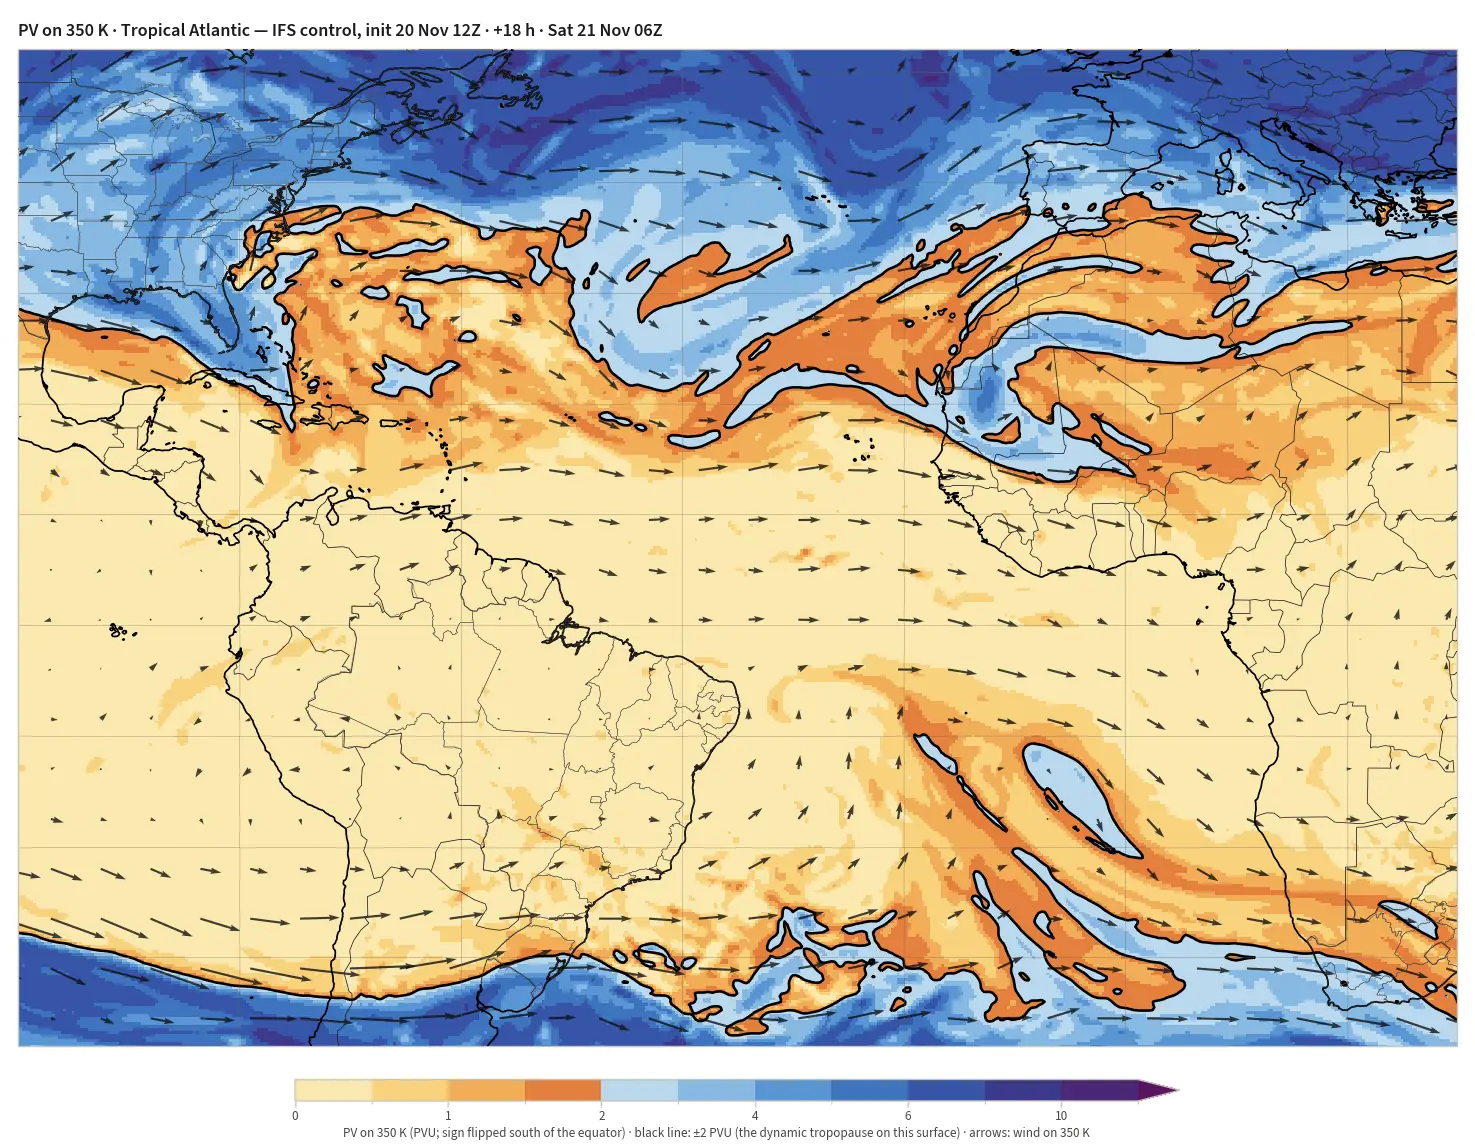 PV on 350 K · Tropical Atlantic — IFS control, init 20 Nov 12Z · +18 h · Sat 21 Nov 06Z
0 1 2 4 6 10
PV on 350 K (PVU; sign flipped south of the equator) · black line: ±2 PVU (the dynamic tropopause on this surface) · arrows: wind on 350 K